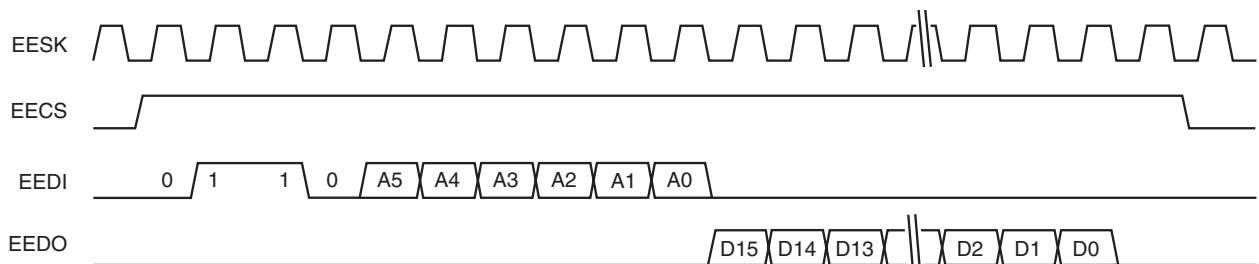 EESK
EECS
EEDI 0 1 1 0 A5 A4 A3 A2 A1 A0
EEDO D15 D14 D13 D2 D1 D0